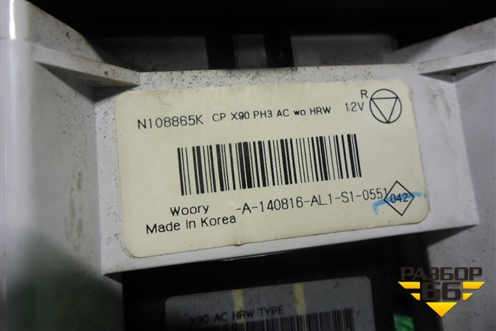 N108865K CP X90 PH3 AC wo HRW
R
12V
Woory -A-140816-AL1-S1-0551
042
Made in Korea
X90 AC HRW TYPE
РАЗБОР
66